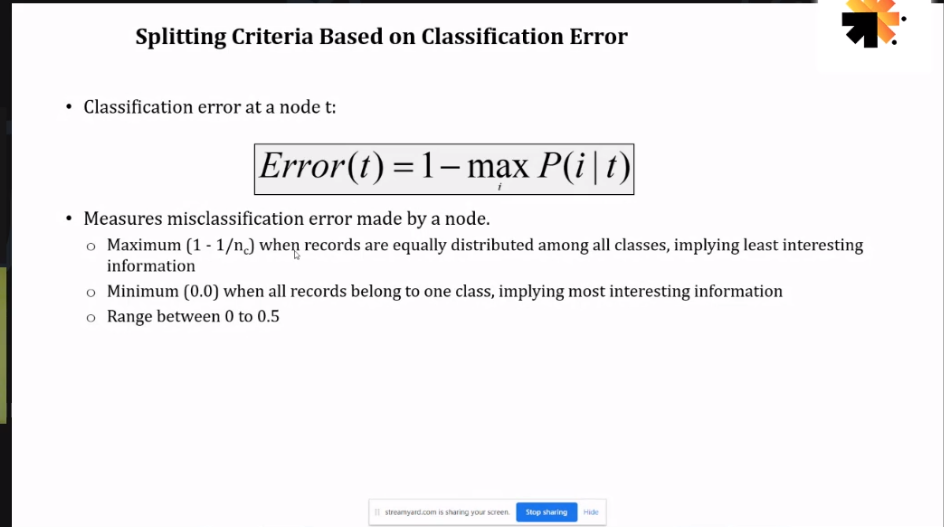 Splitting Criteria Based on Classification Error
• Classification error at a node t:
Error(t) = 1 − max P(i | t)
i
• Measures misclassification error made by a node.
o Maximum (1 - 1/nc) when records are equally distributed among all classes, implying least interesting
information
o Minimum (0.0) when all records belong to one class, implying most interesting information
o Range between 0 to 0.5
streamyard.com is sharing your screen. Stop sharing Hide